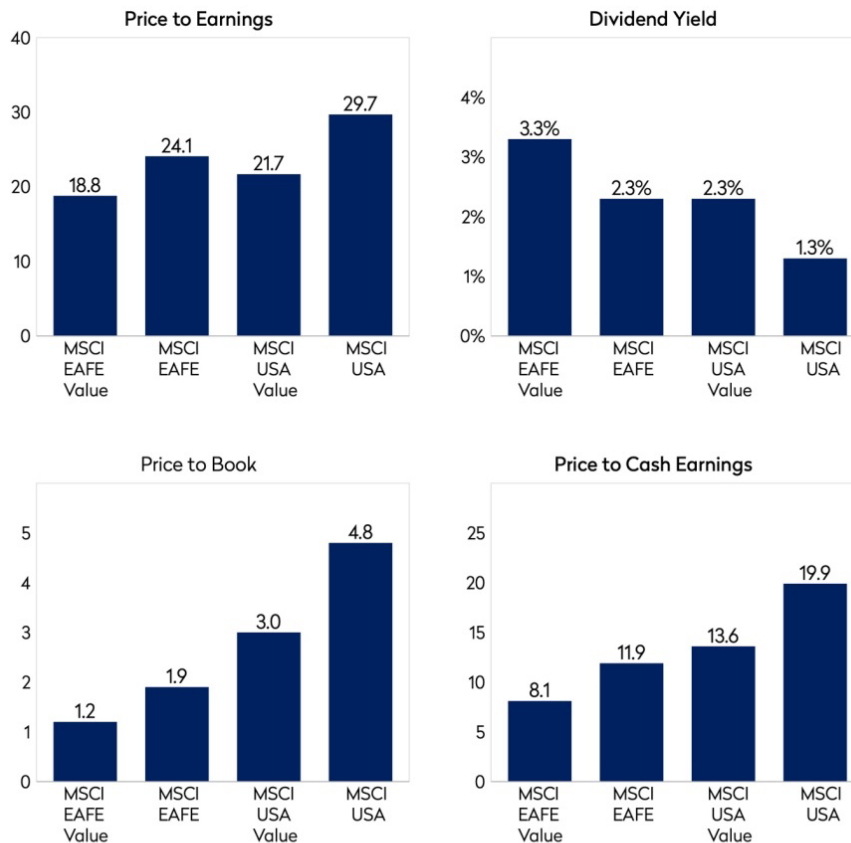 Price to Earnings
40
30
20
10
0
18.8
24.1
21.7
29.7
MSCI EAFE Value
MSCI EAFE
MSCI USA Value
MSCI USA
Dividend Yield
4%
3%
2%
1%
0%
3.3%
2.3%
2.3%
1.3%
MSCI EAFE Value
MSCI EAFE
MSCI USA Value
MSCI USA
Price to Book
5
4
3
2
1
0
1.2
1.9
3.0
4.8
MSCI EAFE Value
MSCI EAFE
MSCI USA Value
MSCI USA
Price to Cash Earnings
25
20
15
10
5
0
8.1
11.9
13.6
19.9
MSCI EAFE Value
MSCI EAFE
MSCI USA Value
MSCI USA